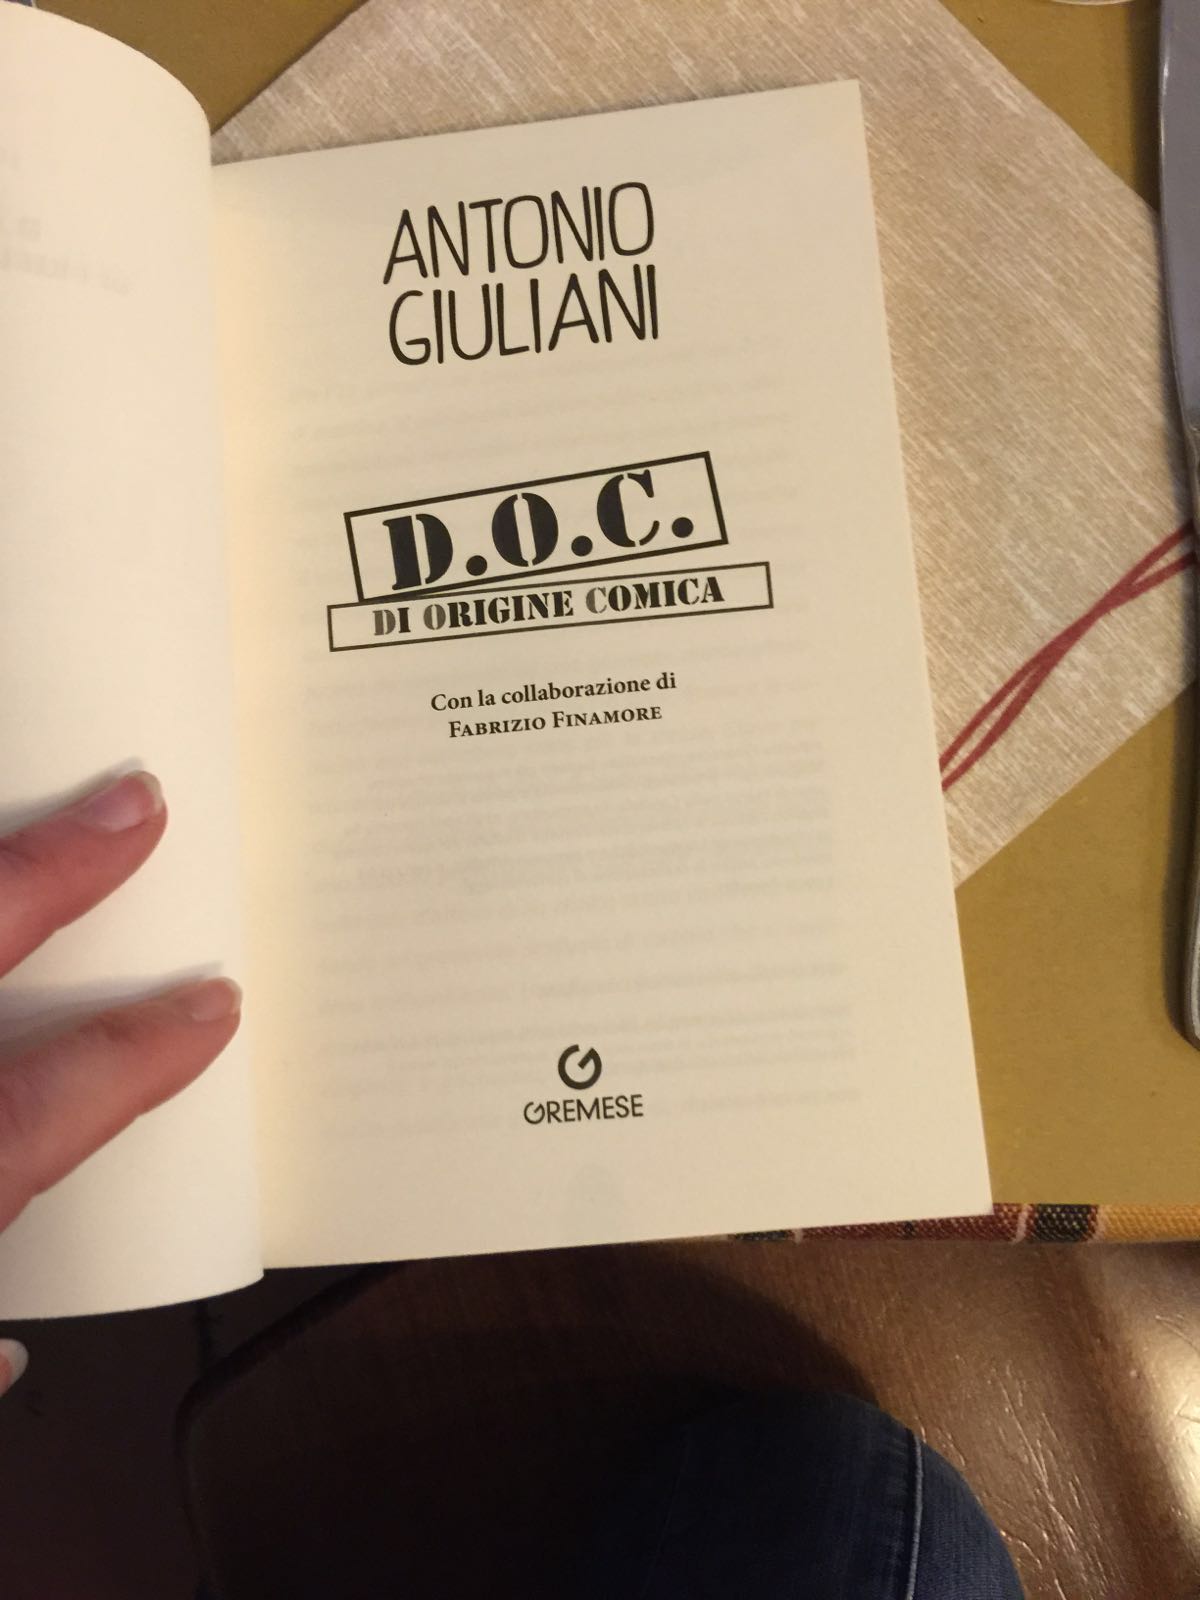 ANTONIO
GIULIANI
D.O.C.
DI ORIGINE COMICA
Con la collaborazione di
FABRIZIO FINAMORE
GREMESE